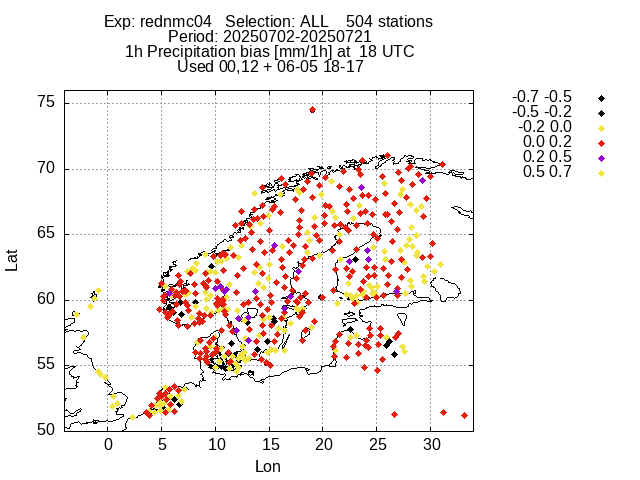 Exp: rednmc04   Selection: ALL    504 stations
Period: 20250702-20250721
1h Precipitation bias [mm/1h] at  18 UTC
Used 00,12 + 06-05 18-17
-0.7 -0.5
-0.5 -0.2
-0.2 0.0
0.0 0.2
0.2 0.5
0.5 0.7
75
70
65
60
55
50
Lat
0 5 10 15 20 25 30
Lon